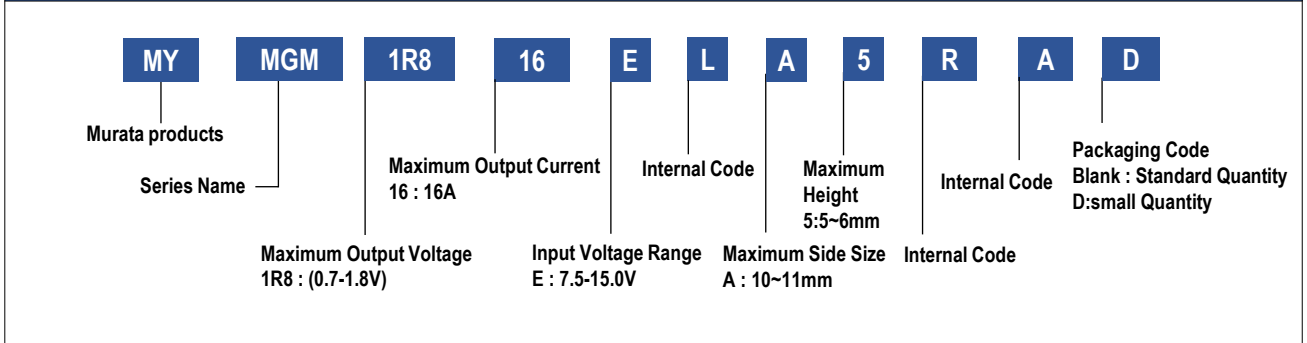 MY MGM 1R8 16 E L A 5 R A D
Murata products
Series Name
Maximum Output Voltage
1R8 : (0.7-1.8V)
Maximum Output Current
16 : 16A
Input Voltage Range
E : 7.5-15.0V
Internal Code
Maximum Side Size
A : 10~11mm
Maximum
Height
5:5~6mm
Internal Code
Internal Code
Packaging Code
Blank : Standard Quantity
D:small Quantity